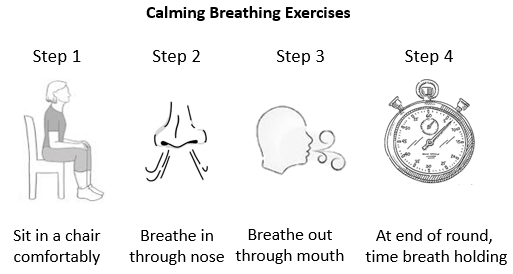 Calming Breathing Exercises
Step 1
Step 2
Step 3
Step 4
Sit in a chair
comfortably
Breathe in
through nose
Breathe out
through mouth
At end of round,
time breath holding